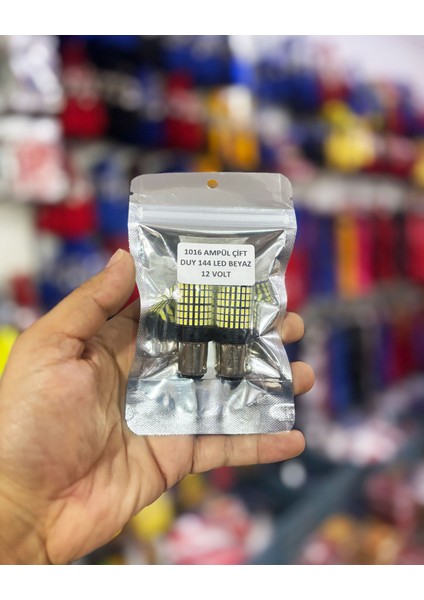 1016 AMPÜL ÇİFT
DUY 144 LED BEYAZ
12 VOLT